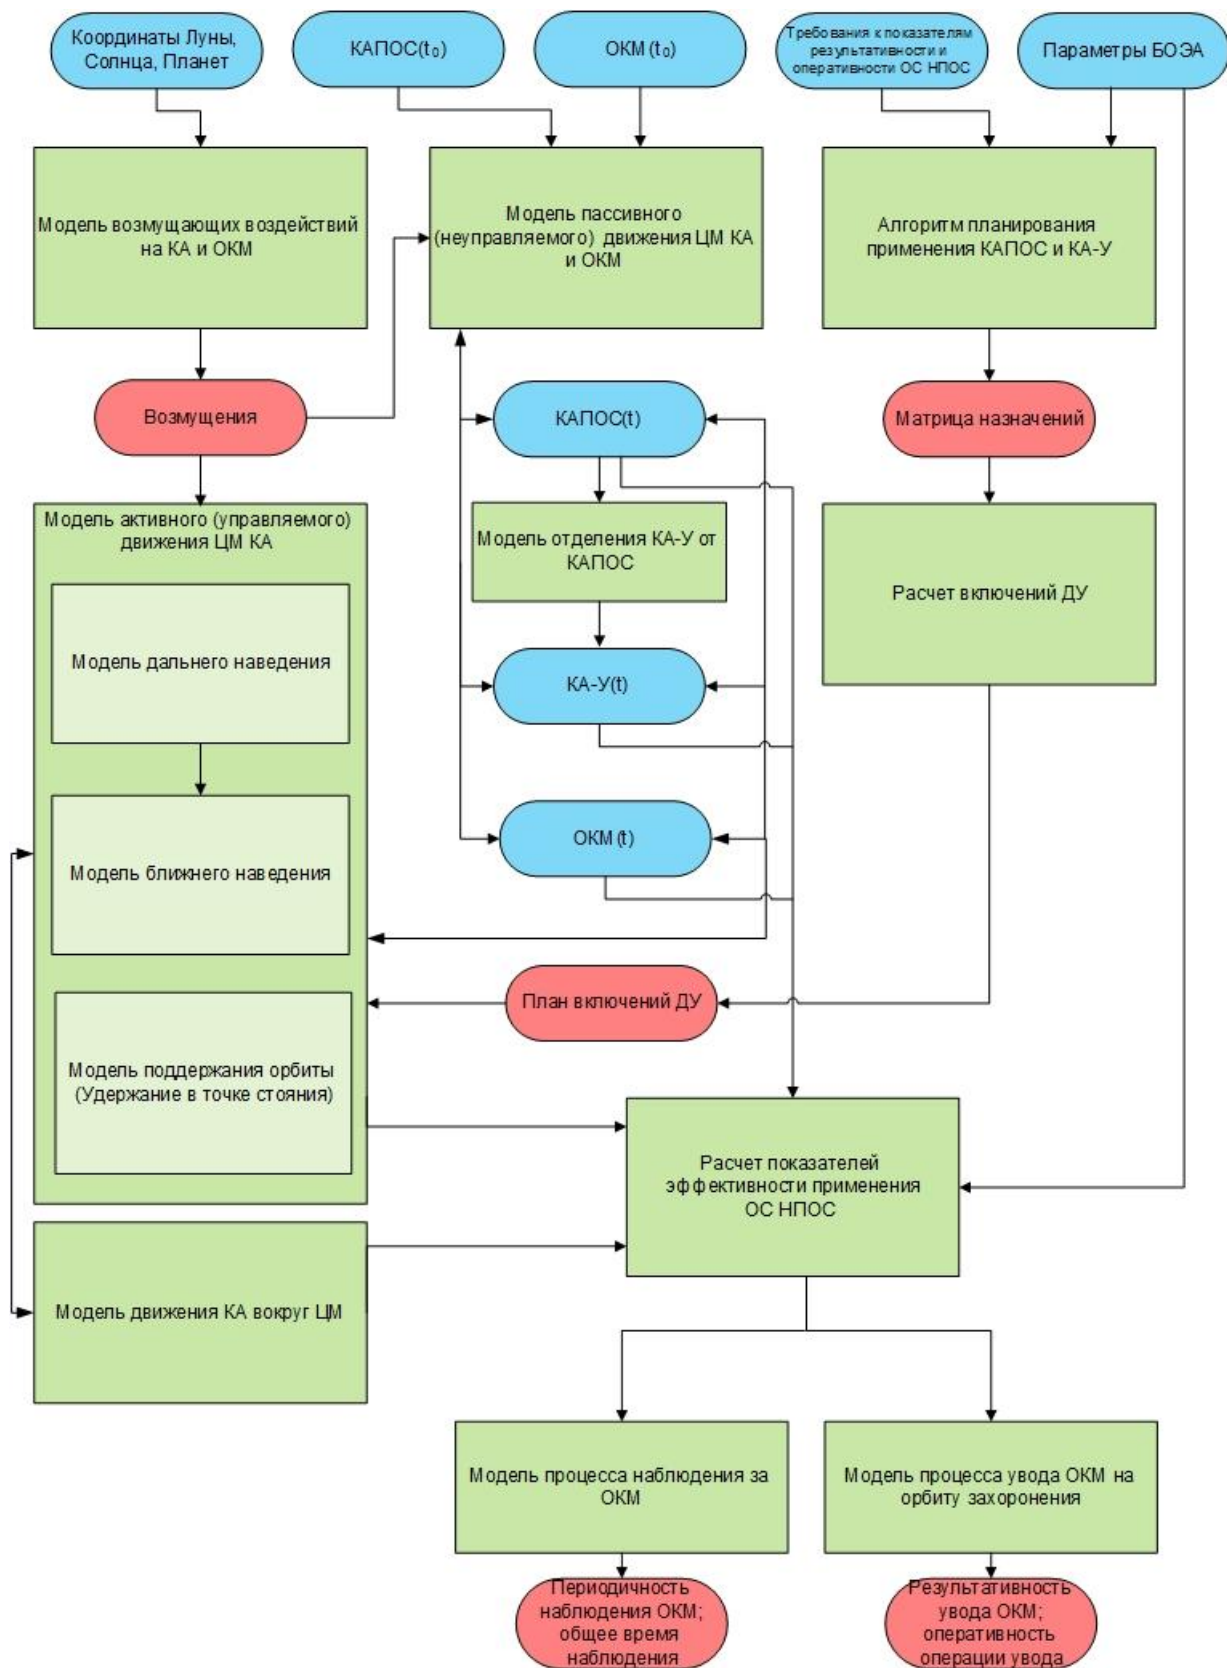 Координаты Луны,
Солнца, Планет
КАПОС(t₀)
ОКМ (t₀)
Требования к показателям
результативности и
оперативности ОС НПОС
Параметры БОЭА
Модель возмущающих воздействий
на КА и ОКМ
Модель пассивного
(неуправляемого) движения ЦМ КА
и ОКМ
Алгоритм планирования
применения КАПОС и КА-У
Возмущения
КАПОС(t)
Матрица назначений
Модель активного (управляемого)
движения ЦМ КА
Модель отделения КА-У от
КАПОС
Расчет включений ДУ
Модель дальнего наведения
КА-У(t)
Модель ближнего наведения
ОКМ (t)
План включений ДУ
Модель поддержания орбиты
(Удержание в точке стояния)
Расчет показателей
эффективности применения
ОС НПОС
Модель движения КА вокруг ЦМ
Модель процесса наблюдения за
ОКМ
Модель процесса увода ОКМ на
орбиту захоронения
Периодичность
наблюдения ОКМ;
общее время
наблюдения
Результативность
увода ОКМ;
оперативность
операции увода